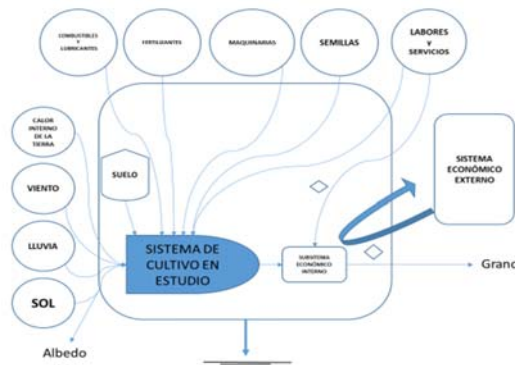 COMBUSTIBLES
Y
LUBRICANTES
FERTILIZANTES
MAQUINARIAS
SEMILLAS
LABORES
y
SERVICIOS
CALOR
INTERNO
DE LA
TIERRA
VIENTO
LLUVIA
SOL
Albedo
SUELO
SISTEMA DE
CULTIVO EN
ESTUDIO
SUBSITEMA
ECONÓMICO
INTERNO
SISTEMA
ECONÓMICO
EXTERNO
Grano